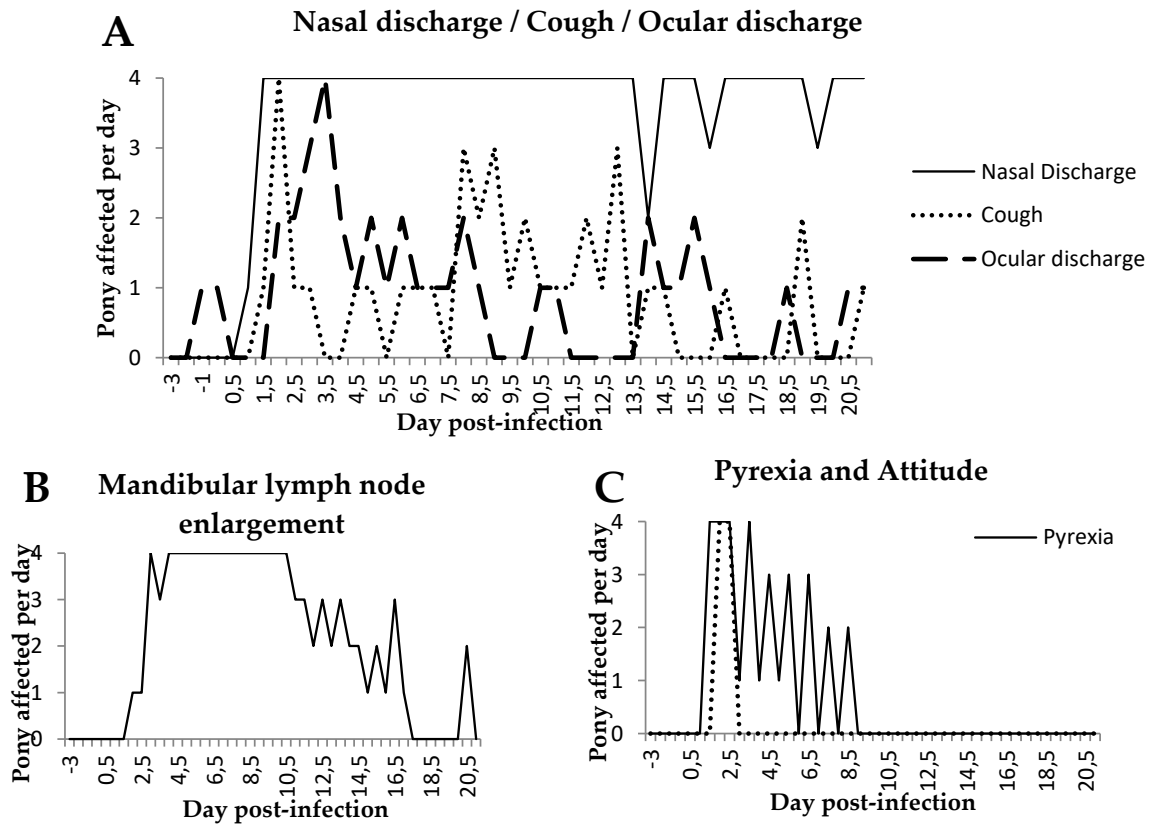 A
Nasal discharge / Cough / Ocular discharge
Pony affected per day
4
3
2
1
0
-3 -1 0,5 1,5 2,5 3,5 4,5 5,5 6,5 7,5 8,5 9,5 10,5 11,5 12,5 13,5 14,5 15,5 16,5 17,5 18,5 19,5 20,5
Day post-infection
Nasal Discharge
Cough
Ocular discharge
B
Mandibular lymph node
enlargement
Pony affected per day
4
3
2
1
0
-3 0,5 2,5 4,5 6,5 8,5 10,5 12,5 14,5 16,5 18,5 20,5
Day post-infection
C
Pyrexia and Attitude
Pony affected per day
4
3
2
1
0
-3 0,5 2,5 4,5 6,5 8,5 10,5 12,5 14,5 16,5 18,5 20,5
Day post-infection
Pyrexia